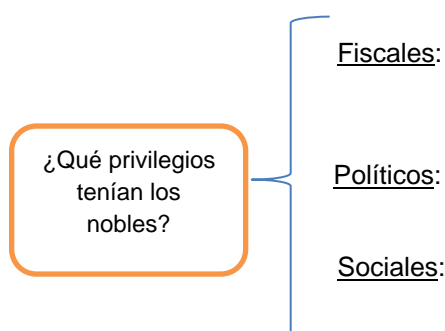 ¿Qué privilegios
tenían los
nobles?
Fiscales:
Políticos:
Sociales: